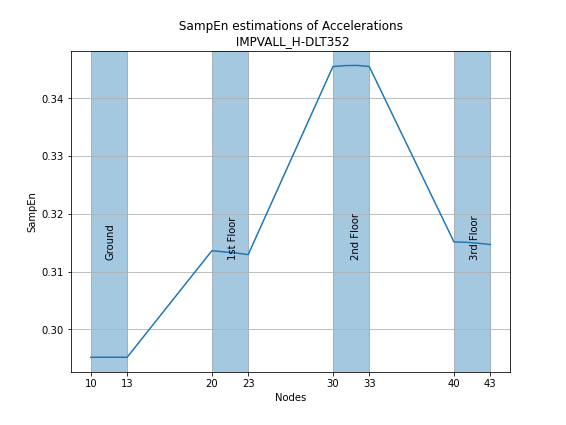 SampEn estimations of Accelerations
IMPVALL_H-DLT352
SampEn
0.34
0.33
0.32
0.31
0.30
Ground
1st Floor
2nd Floor
3rd Floor
10 13 20 23 30 33 40 43
Nodes